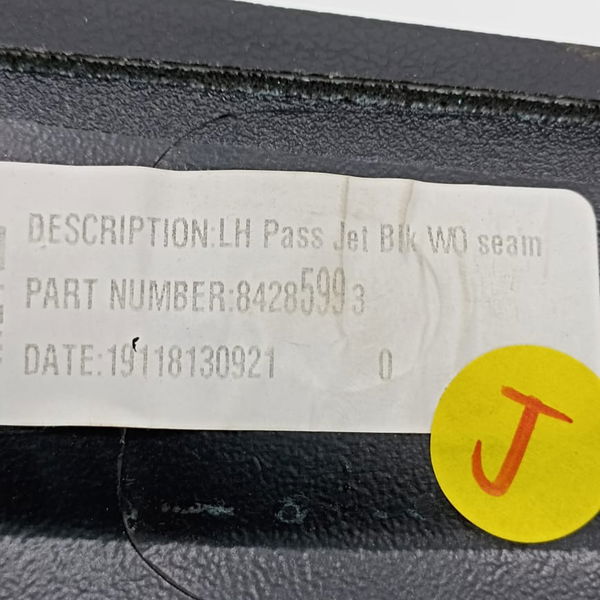 DESCRIPTION:LH Pass Jet Blk WO seam
PART NUMBER:84285993
DATE:19118130921 0
J